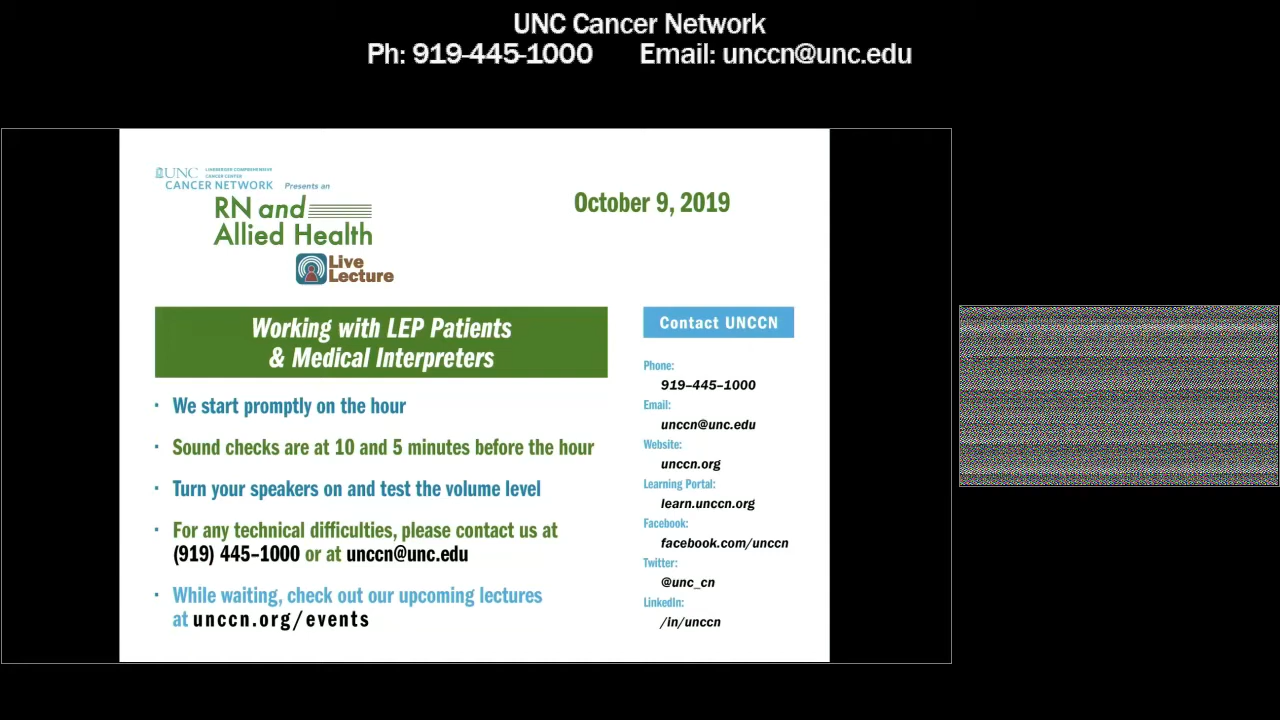 UNC Cancer Network
Ph: 919-445-1000 Email: unccn@unc.edu
UNC LINEBERGER COMPREHENSIVE
CANCER CENTER
CANCER NETWORK Presents an
RN and
Allied Health
Live
Lecture
October 9, 2019
Working with LEP Patients
& Medical Interpreters
· We start promptly on the hour
· Sound checks are at 10 and 5 minutes before the hour
· Turn your speakers on and test the volume level
· For any technical difficulties, please contact us at
(919) 445–1000 or at unccn@unc.edu
· While waiting, check out our upcoming lectures
at unccn.org/events
Contact UNCCN
Phone:
919–445–1000
Email:
unccn@unc.edu
Website:
unccn.org
Learning Portal:
learn.unccn.org
Facebook:
facebook.com/unccn
Twitter:
@unc_cn
LinkedIn:
/in/unccn